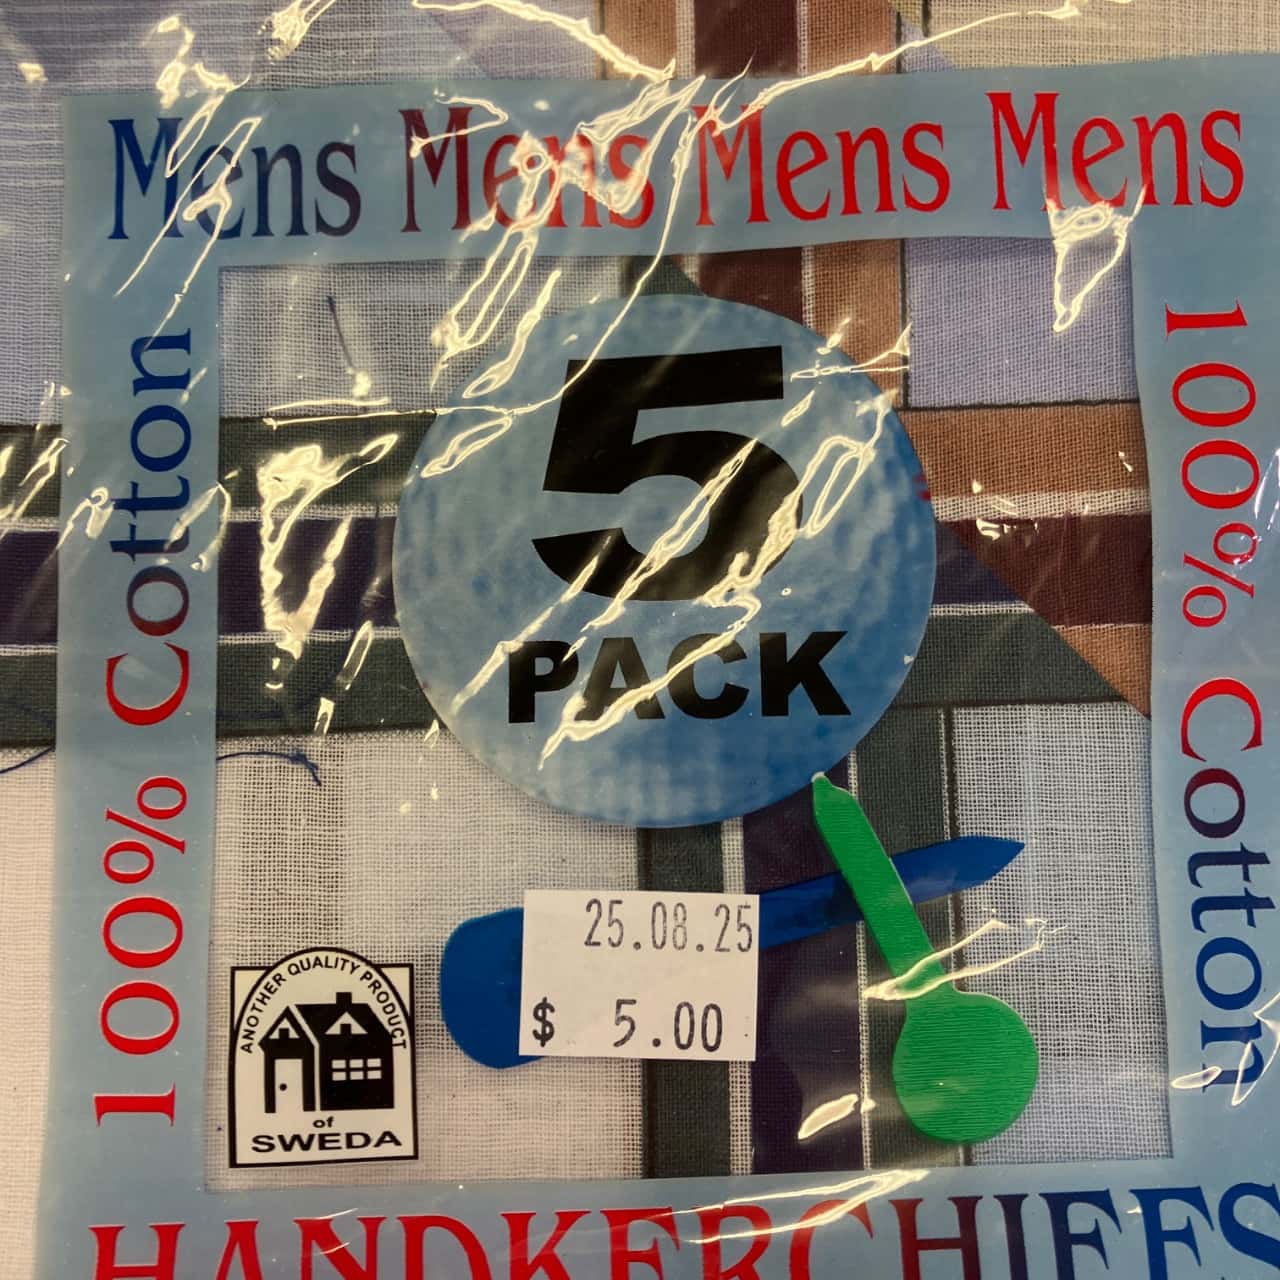 Mens Mens Mens Mens
100% Cotton
100% Cotton
5
PACK
25.08.25
$ 5.00
ANOTHER QUALITY PRODUCT
of
SWEDA
HANDKERCHIEFS